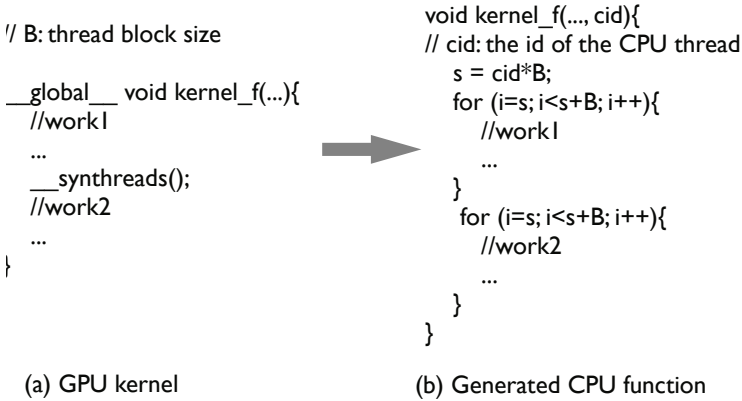 // B: thread block size
__global__ void kernel_f(...){
//work1
...
__synthreads();
//work2
...
}
(a) GPU kernel
void kernel_f(..., cid){
// cid: the id of the CPU thread
s = cid*B;
for (i=s; i<s+B; i++){
//work1
...
}
for (i=s; i<s+B; i++){
//work2
...
}
}
(b) Generated CPU function